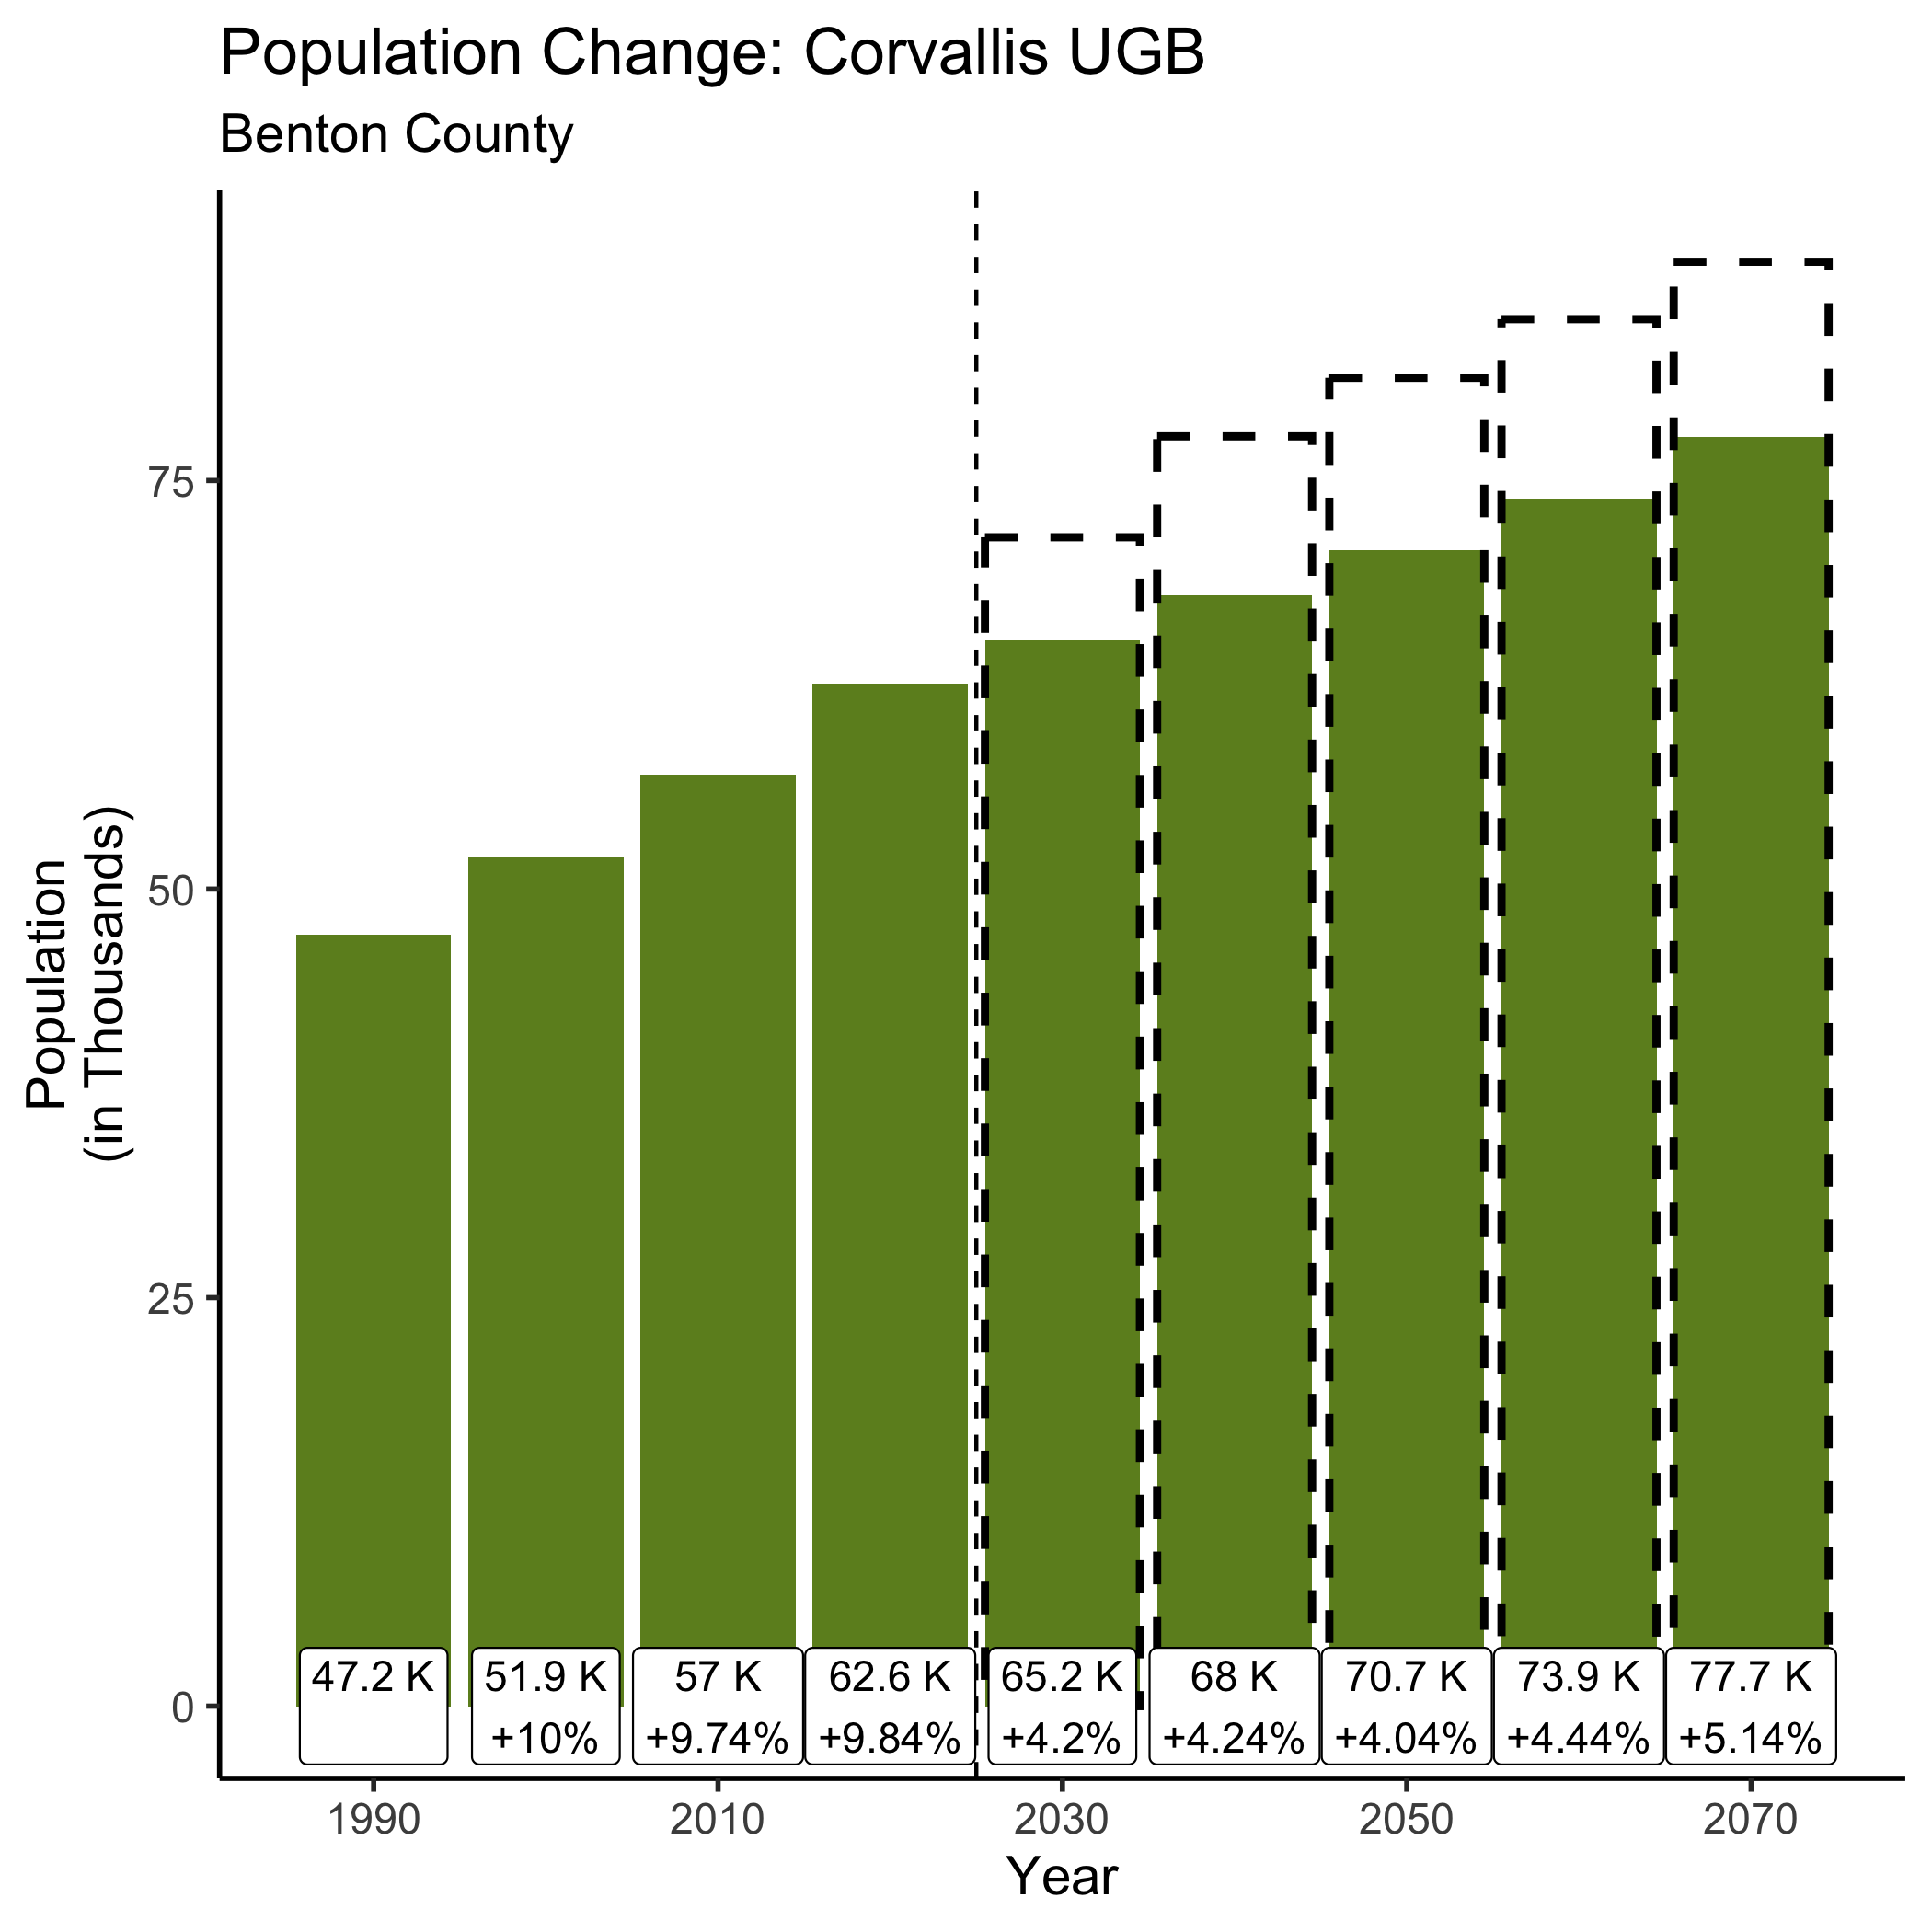 Population Change: Corvallis UGB
Benton County
Population
(in Thousands)
75
50
25
0
47.2 K
51.9 K
+10%
57 K
+9.74%
62.6 K
+9.84%
65.2 K
+4.2%
68 K
+4.24%
70.7 K
+4.04%
73.9 K
+4.44%
77.7 K
+5.14%
1990
2010
2030
2050
2070
Year